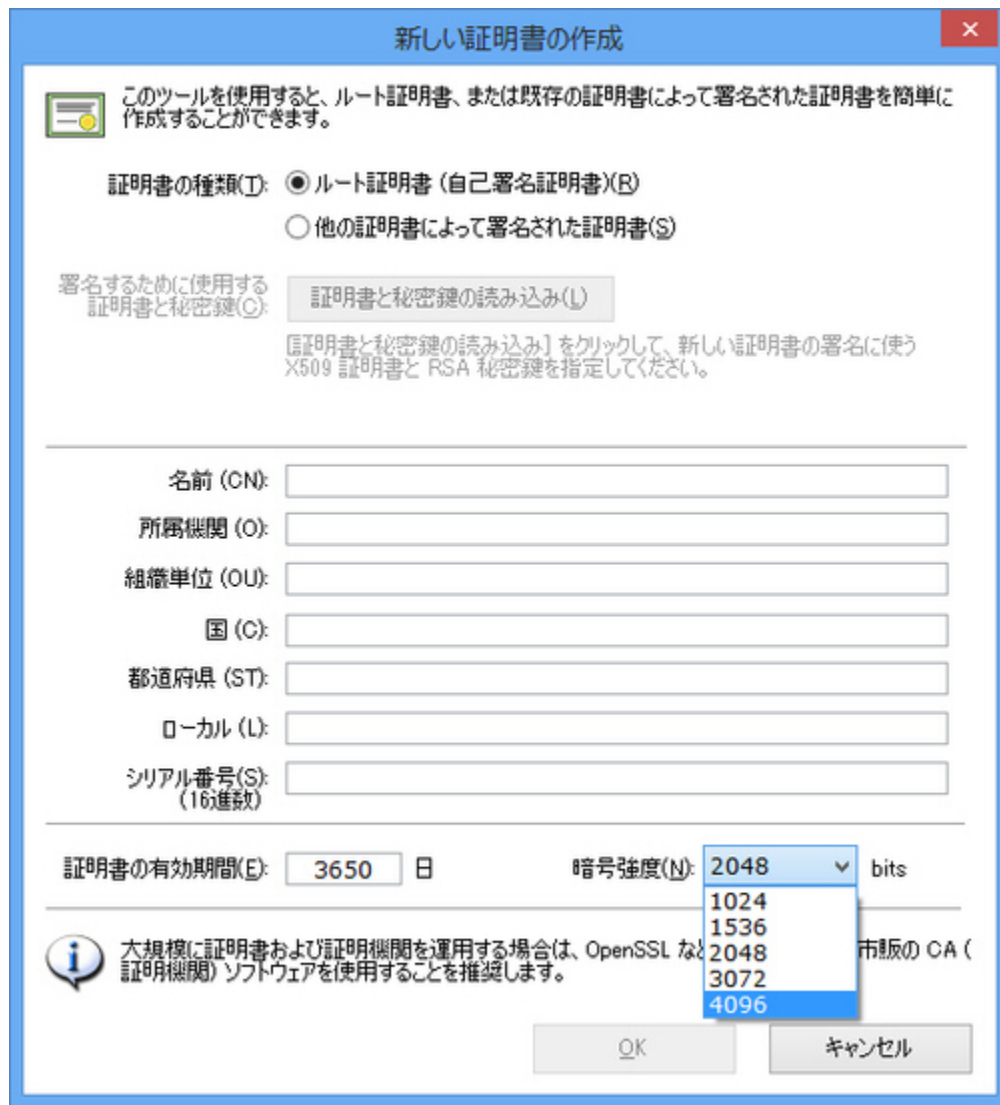 新しい証明書の作成
このツールを使用すると、ルート証明書、または既存の証明書によって署名された証明書を簡単に
作成することができます。
証明書の種類(T): ルート証明書 (自己署名証明書)(R)
他の証明書によって署名された証明書(S)
署名するために使用する
証明書と秘密鍵(C):
証明書と秘密鍵の読み込み(L)
[証明書と秘密鍵の読み込み] をクリックして、新しい証明書の署名に使う
X509 証明書と RSA 秘密鍵を指定してください。
名前 (CN):
所属機関 (O):
組織単位 (OU):
国 (C):
都道府県 (ST):
ローカル (L):
シリアル番号(S):
(16進数)
証明書の有効期間(E): 3650 日 暗号強度(N): 2048 bits
1024
1536
2048
3072
4096
大規模に証明書および証明機関を運用する場合は、OpenSSL など 市販の CA (
証明機関) ソフトウェアを使用することを推奨します。
OK キャンセル